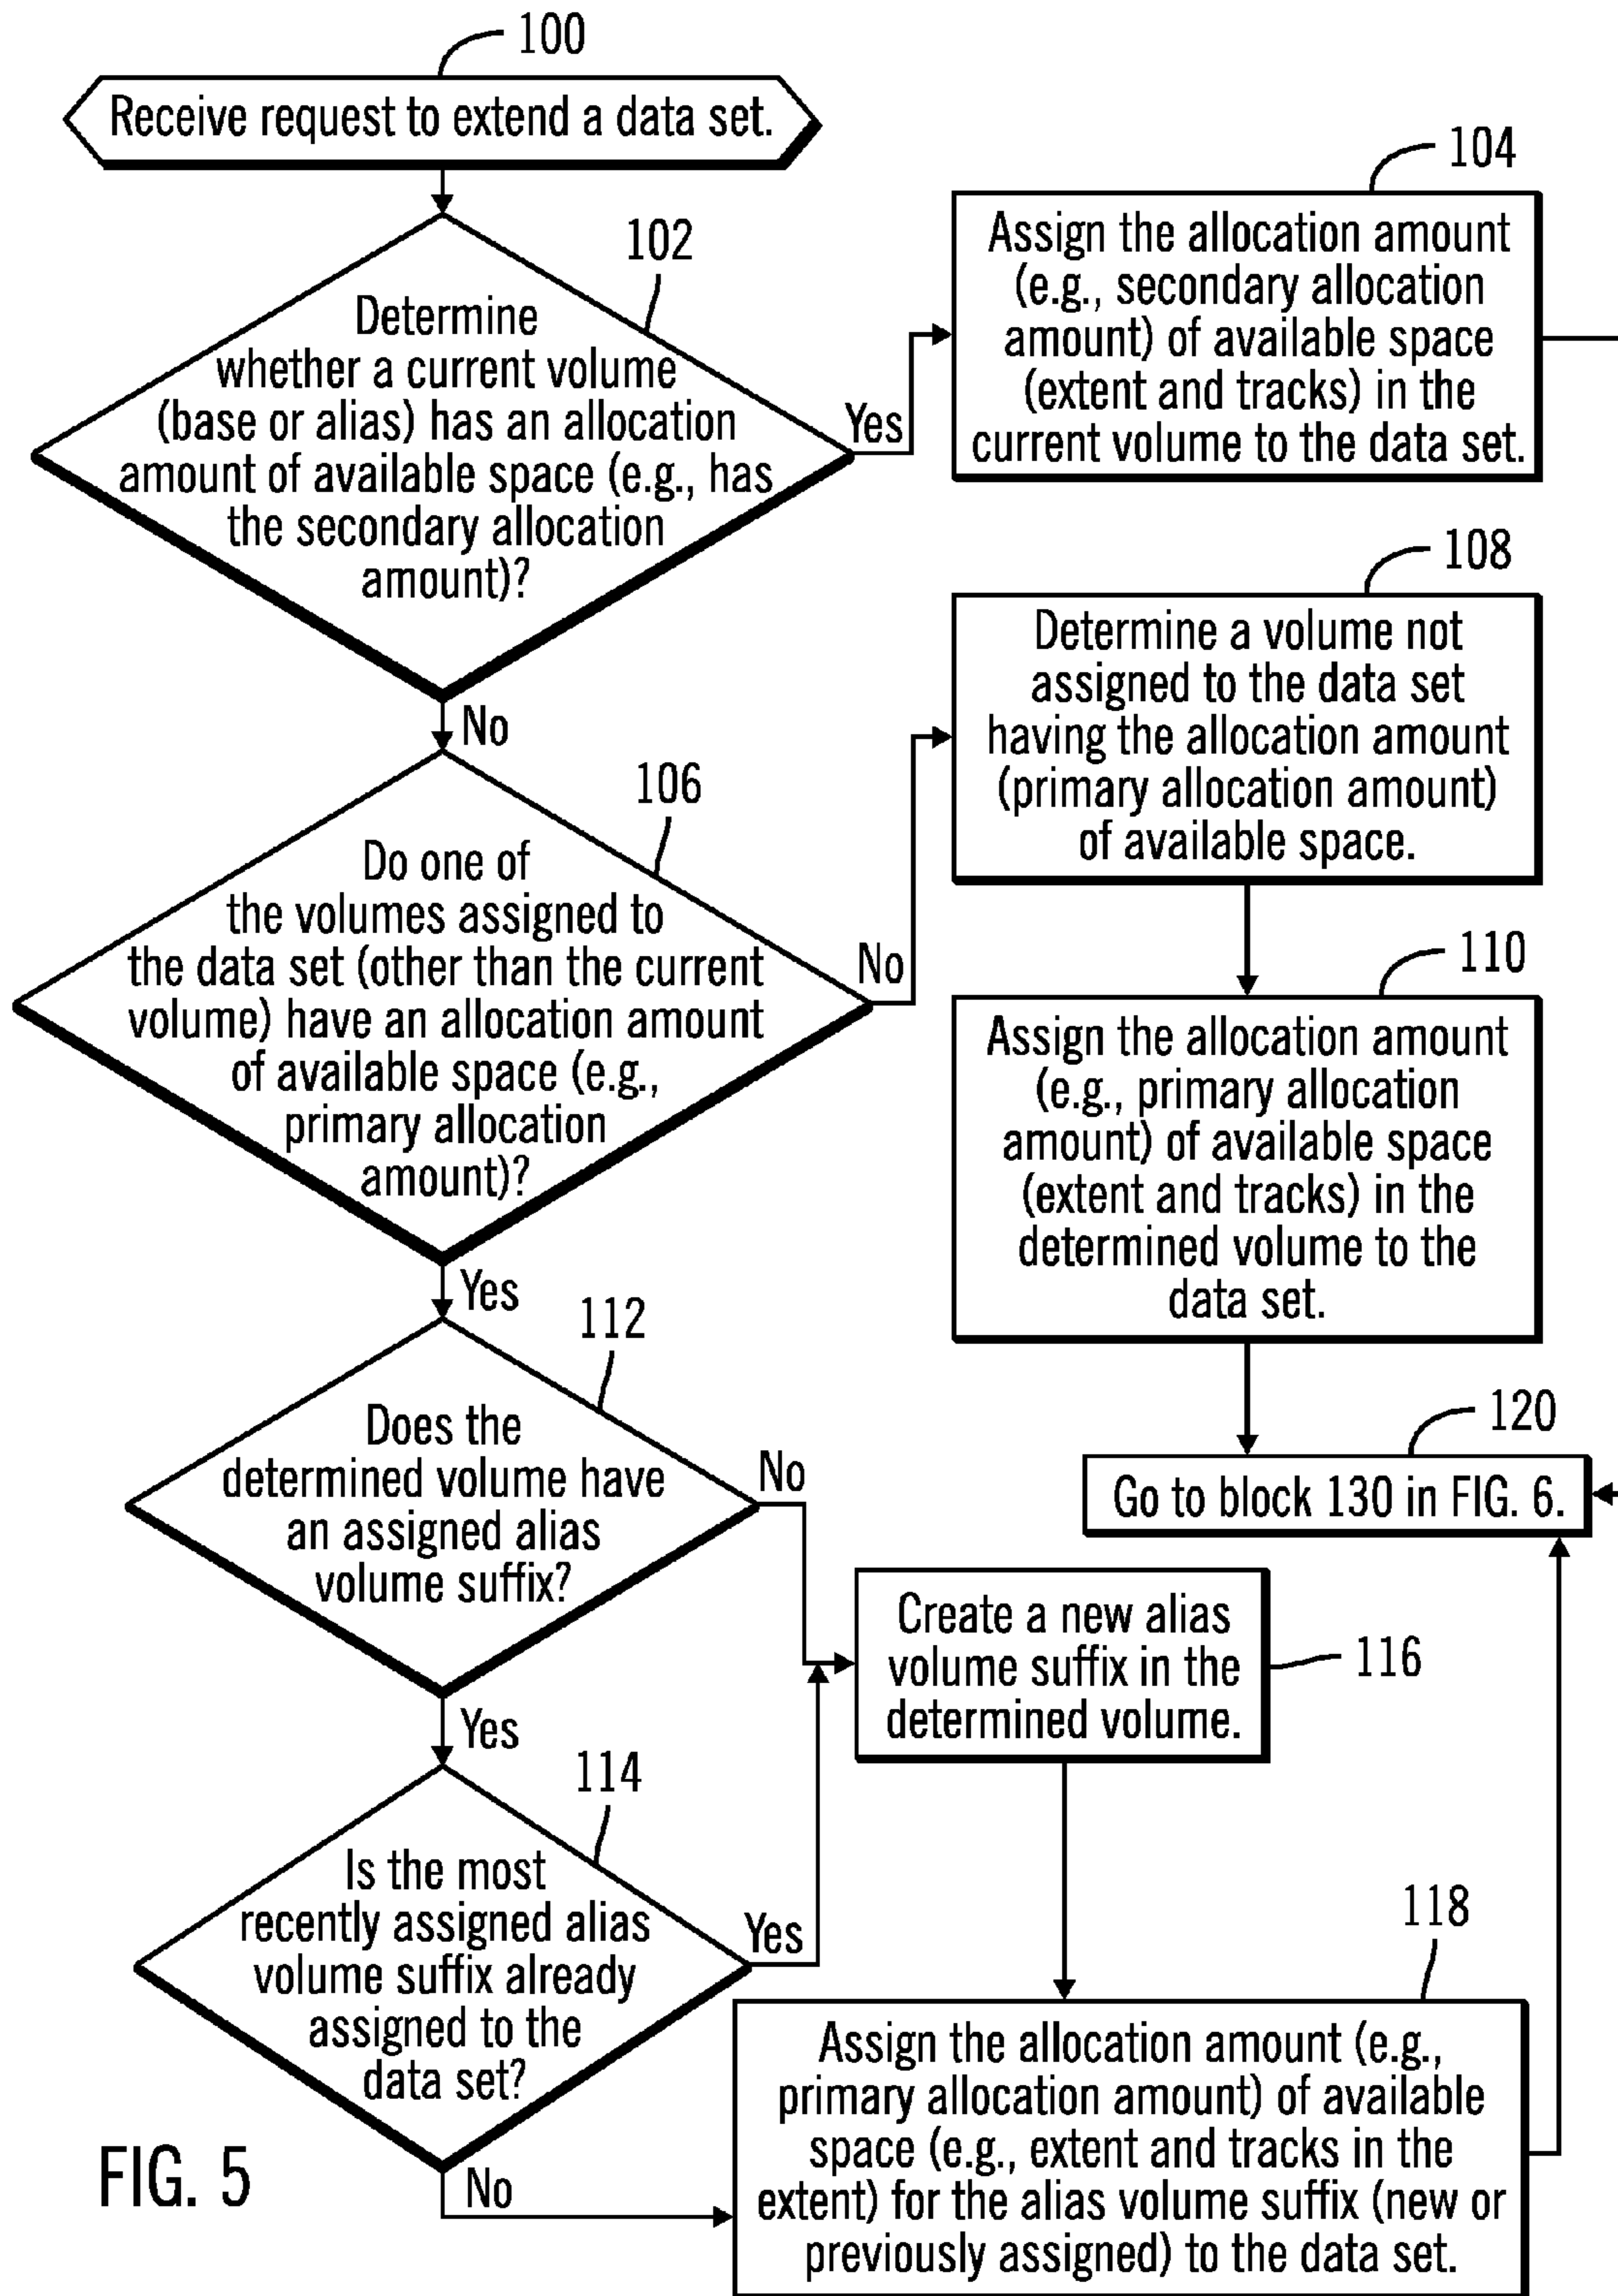 100
Receive request to extend a data set.
102
Determine
whether a current volume
(base or alias) has an allocation
amount of available space (e.g., has
the secondary allocation
amount)?
Yes
No
104
Assign the allocation amount
(e.g., secondary allocation
amount) of available space
(extent and tracks) in the
current volume to the data set.
106
Do one of
the volumes assigned to
the data set (other than the current
volume) have an allocation amount
of available space (e.g.,
primary allocation
amount)?
No
Yes
108
Determine a volume not
assigned to the data set
having the allocation amount
(primary allocation amount)
of available space.
110
Assign the allocation amount
(e.g., primary allocation
amount) of available space
(extent and tracks) in the
determined volume to the
data set.
112
Does the
determined volume have
an assigned alias
volume suffix?
No
Yes
120
Go to block 130 in FIG. 6.
114
Is the most
recently assigned alias
volume suffix already
assigned to the
data set?
Yes
No
Create a new alias
volume suffix in the
determined volume.
116
118
Assign the allocation amount (e.g.,
primary allocation amount) of available
space (e.g., extent and tracks in the
extent) for the alias volume suffix (new or
previously assigned) to the data set.
FIG. 5